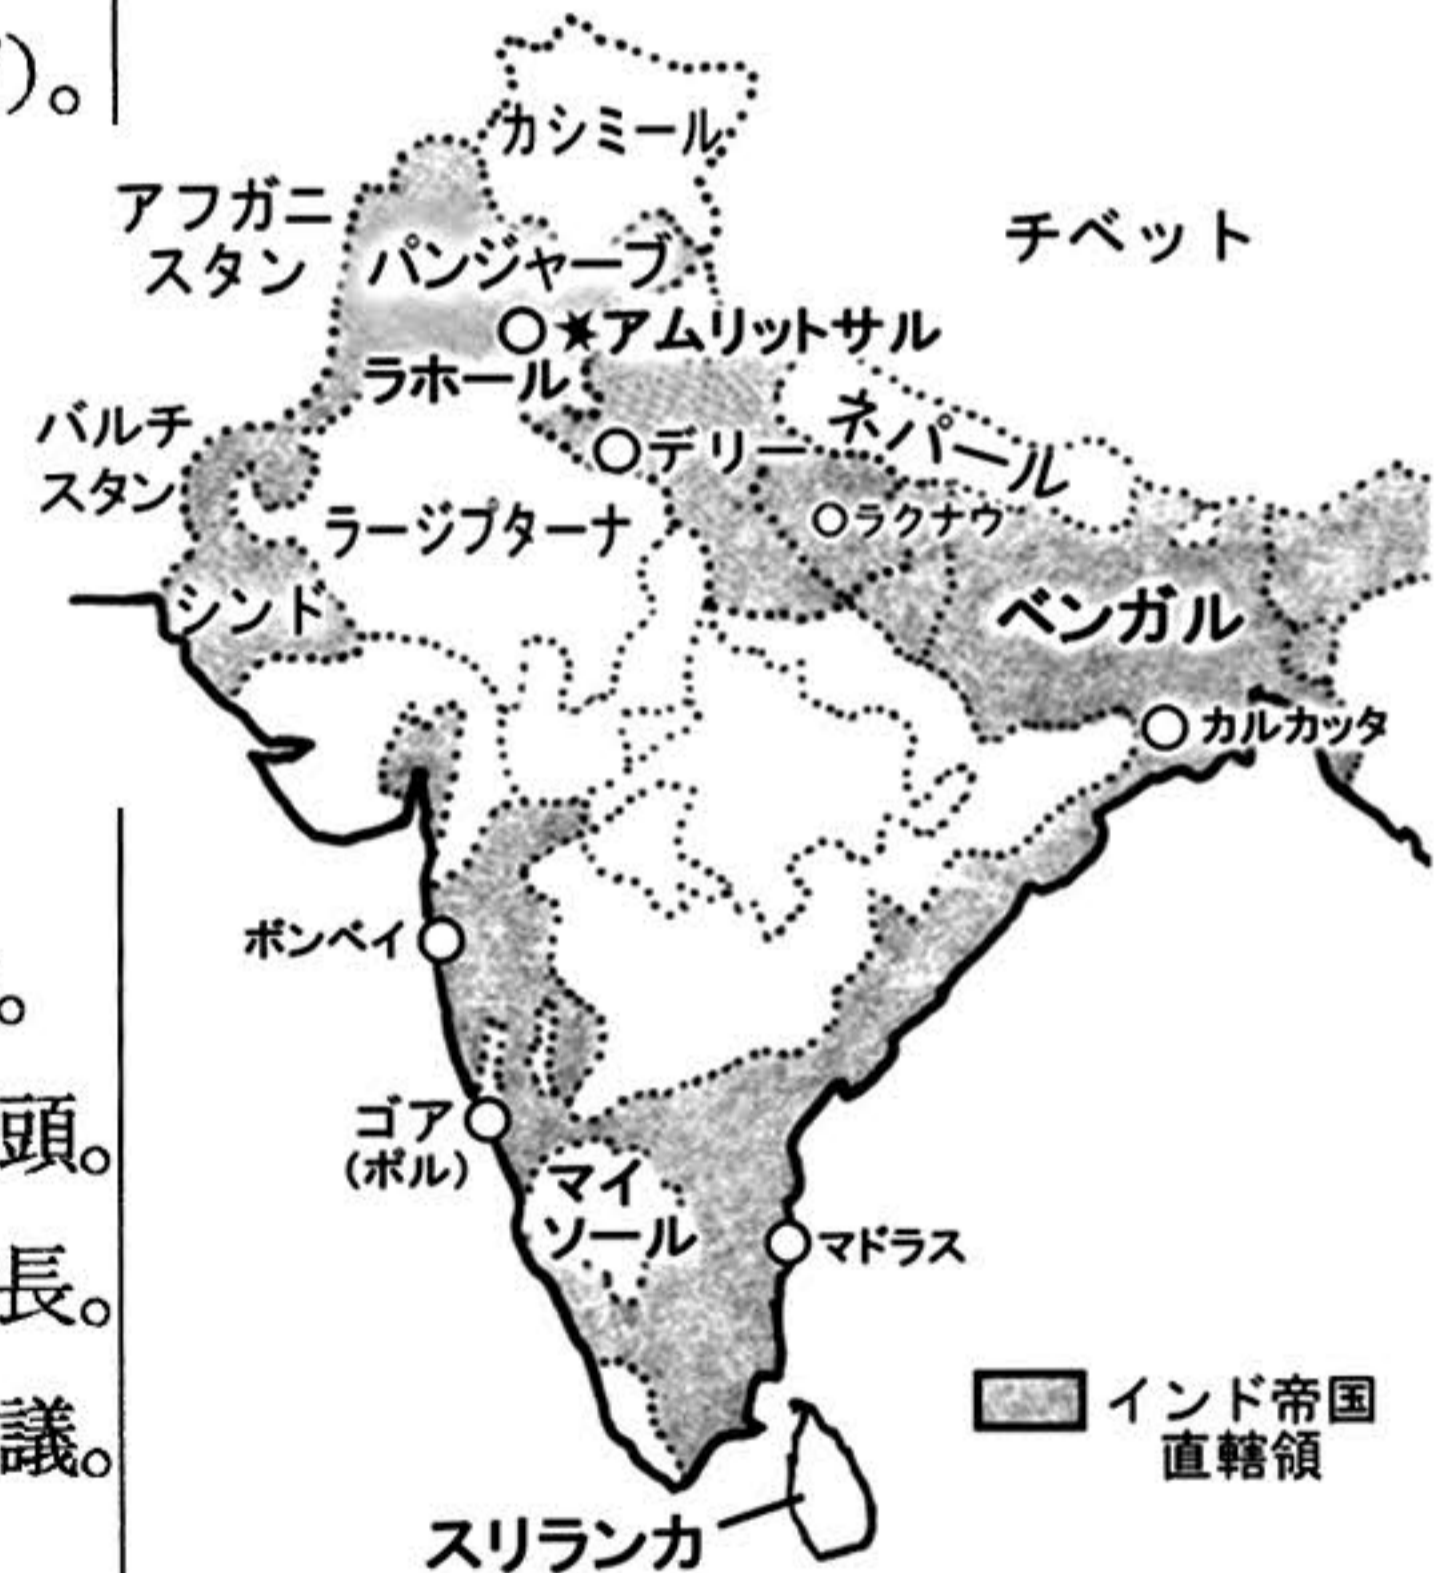 )。
カシミール
アフガニ
スタン
チベット
パンジャーブ
アムリットサル
ラホール
バルチ
スタン
ネパール
デリー
ラージプターナ
ラクナウ
シンド
ベンガル
カルカッタ
ボンベイ
。
頭。
ゴア
(ポル)
マイ
ソール
マドラス
長。
インド帝国
直轄領
議。
スリランカ